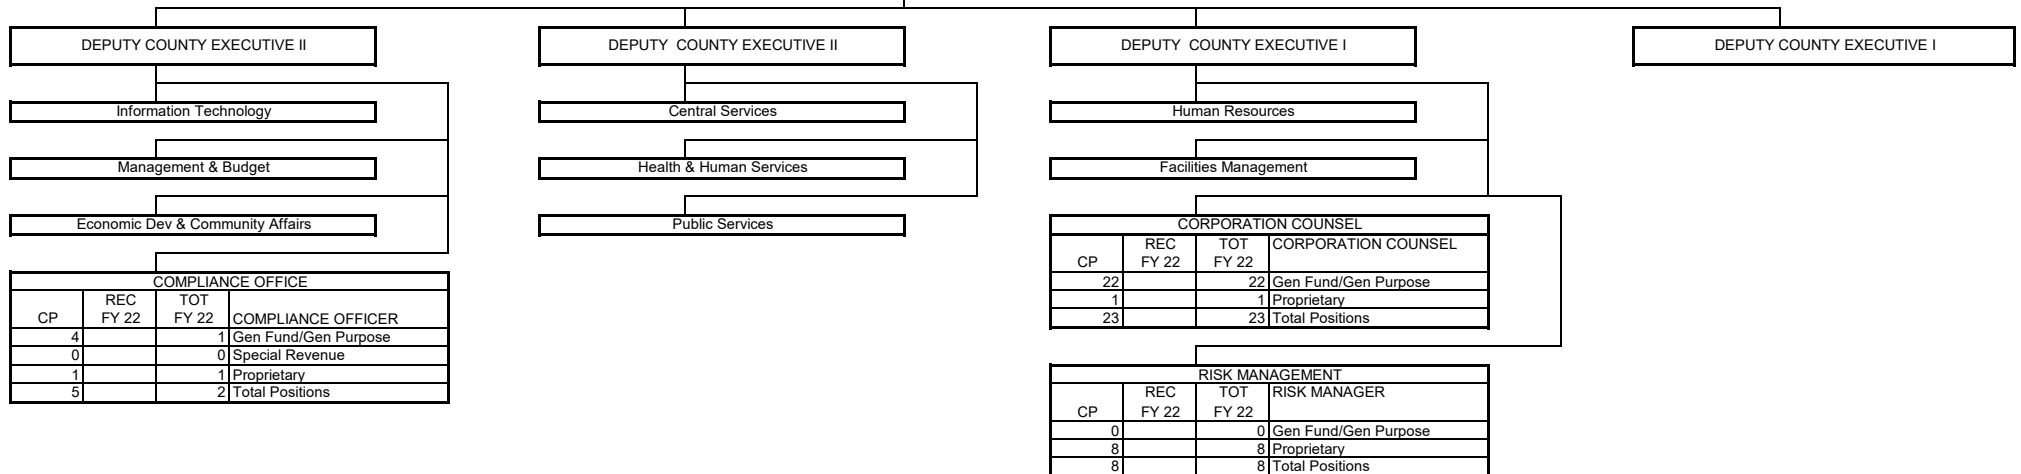 DEPUTY COUNTY EXECUTIVE II
DEPUTY COUNTY EXECUTIVE II
DEPUTY COUNTY EXECUTIVE I
DEPUTY COUNTY EXECUTIVE I
Information Technology
Central Services
Human Resources
Management & Budget
Health & Human Services
Facilities Management
Economic Dev & Community Affairs
Public Services
CORPORATION COUNSEL
REC TOT CORPORATION COUNSEL
CP FY 22 FY 22
22 22 Gen Fund/Gen Purpose
1 1 Proprietary
23 23 Total Positions
COMPLIANCE OFFICE
REC TOT
CP FY 22 FY 22 COMPLIANCE OFFICER
4 1 Gen Fund/Gen Purpose
0 0 Special Revenue
1 1 Proprietary
5 2 Total Positions
RISK MANAGEMENT
REC TOT RISK MANAGER
CP FY 22 FY 22
0 0 Gen Fund/Gen Purpose
8 8 Proprietary
8 8 Total Positions